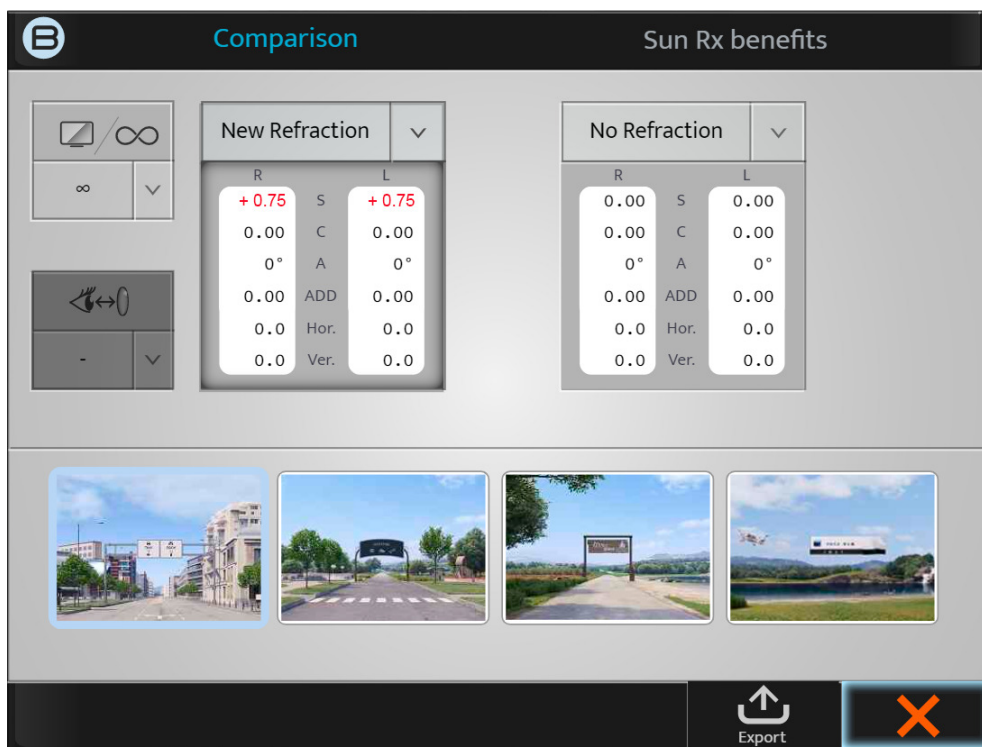 B Comparison Sun Rx benefits
∞
∞
-
New Refraction
R L
+ 0.75 S + 0.75
0.00 C 0.00
0° A 0°
0.00 ADD 0.00
0.0 Hor. 0.0
0.0 Ver. 0.0
No Refraction
R L
0.00 S 0.00
0.00 C 0.00
0° A 0°
0.00 ADD 0.00
0.0 Hor. 0.0
0.0 Ver. 0.0
Export